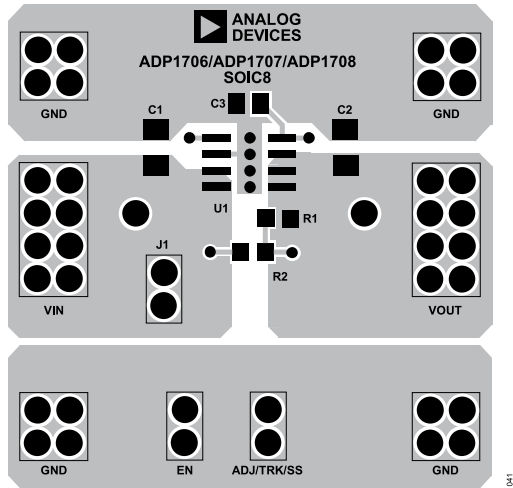 ANALOG
DEVICES
ADP1706/ADP1707/ADP1708
SOIC8
GND
C1
C3
C2
GND
U1
R1
J1
R2
VIN
VOUT
GND
EN
ADJ/TRK/SS
GND
041